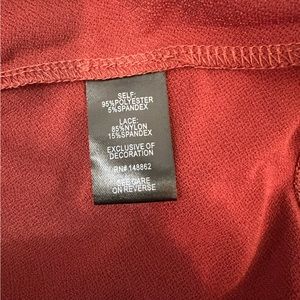 SELF:
95%POLYESTER
5%SPANDEX
LACE:
85%NYLON
15%SPANDEX
EXCLUSIVE OF
DECORATION
RN# 148862
SEE CARE
ON REVERSE